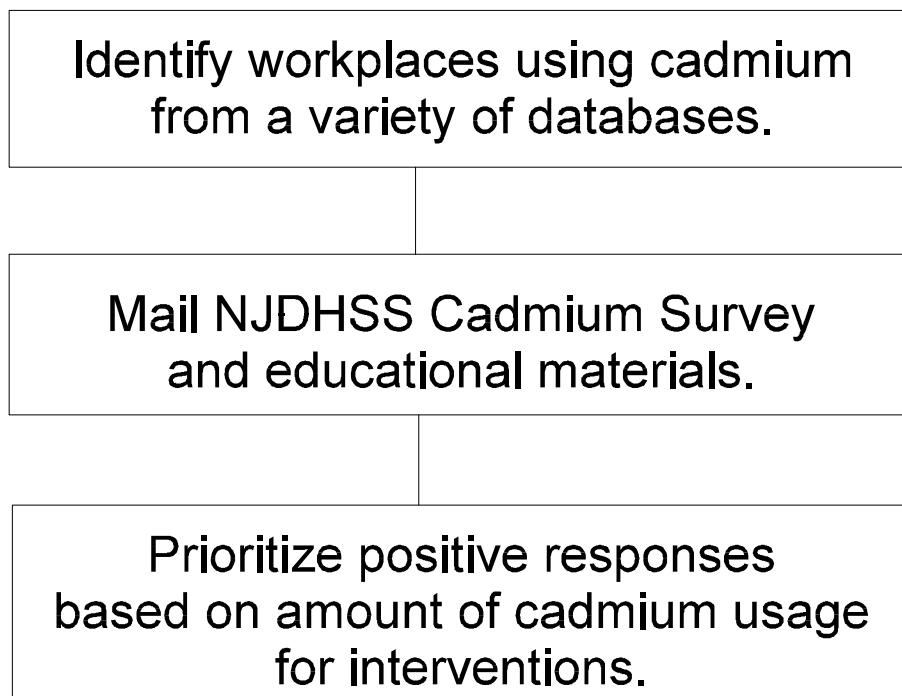 Identify workplaces using cadmium
from a variety of databases.
Mail NJDHSS Cadmium Survey
and educational materials.
Prioritize positive responses
based on amount of cadmium usage
for interventions.